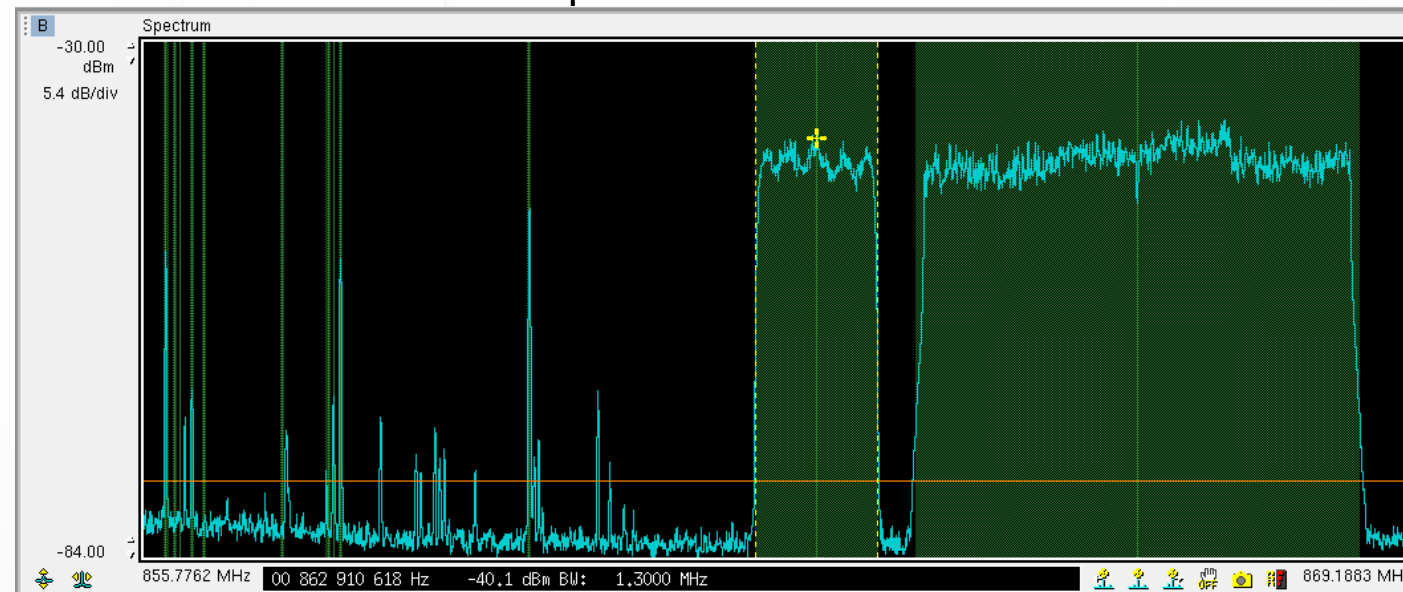 B Spectrum
-30.00
dBm
5.4 dB/div
-84.00
855.7762 MHz 00 862 910 618 Hz -40.1 dBm BW: 1.3000 MHz OFF 869.1883 MH